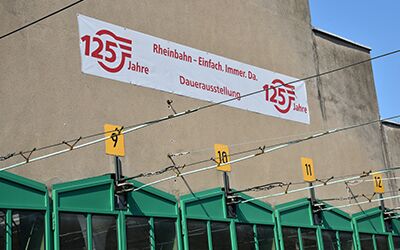 125 Jahre
Rheinbahn - Einfach. Immer. Da.
Dauerausstellung
125 Jahre
9
10
11
12